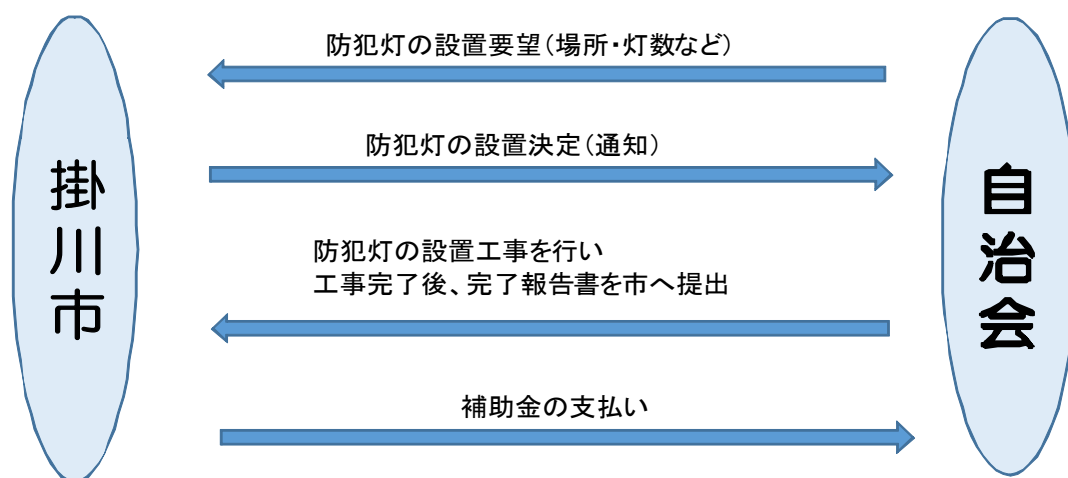 防犯灯の設置要望(場所・灯数など)
防犯灯の設置決定(通知)
掛川市
自治会
防犯灯の設置工事を行い
工事完了後、完了報告書を市へ提出
補助金の支払い